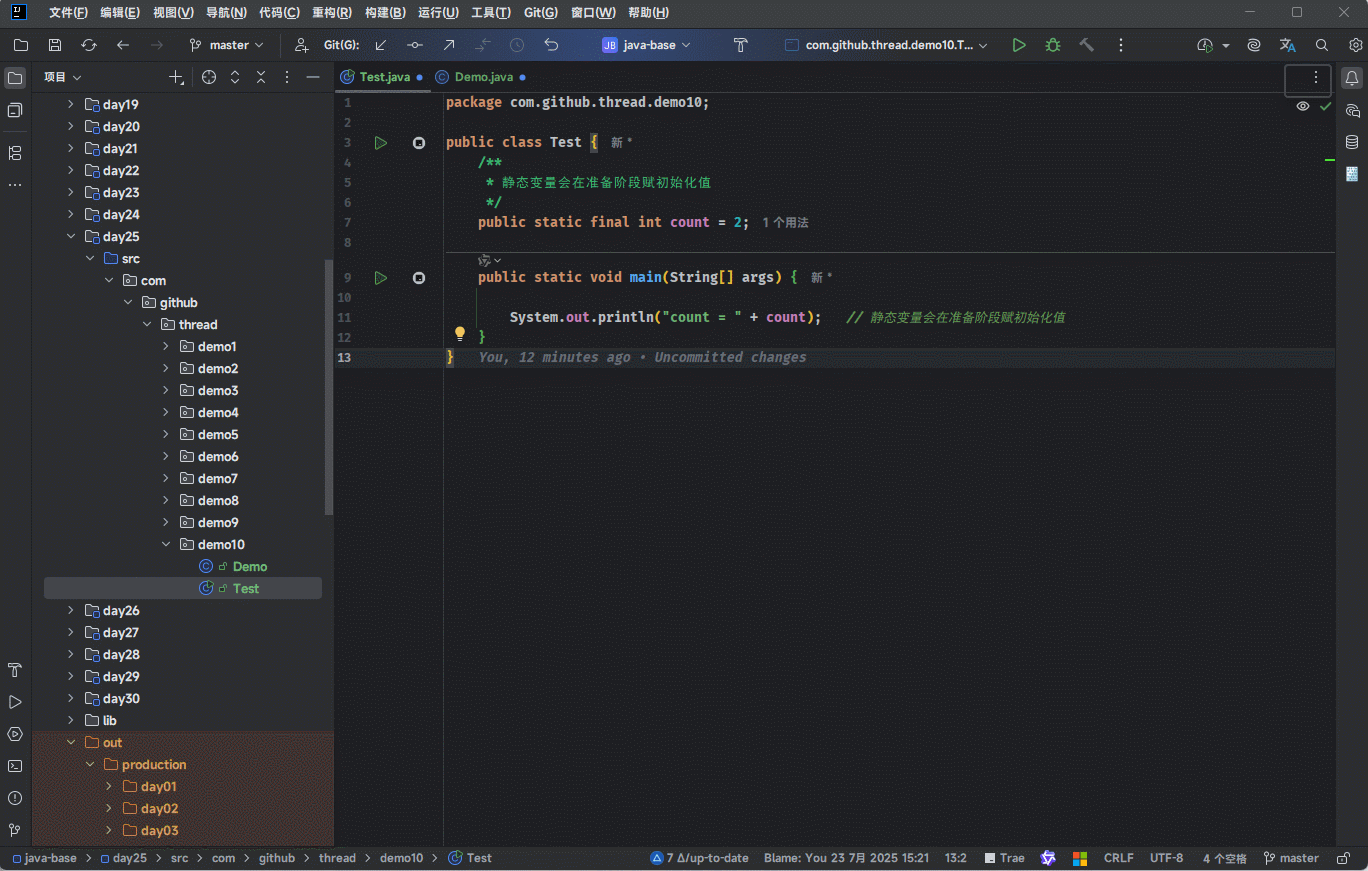 文件(F) 编辑(E) 视图(V) 导航(N) 代码(C) 重构(R) 构建(B) 运行(U) 工具(T) Git(G) 窗口(W) 帮助(H)
master Git(G): JB java-base com.github.thread.demo10.T...
项目
Test.java Demo.java
day19
day20
day21
day22
day23
day24
day25
src
com
github
thread
demo1
demo2
demo3
demo4
demo5
demo6
demo7
demo8
demo9
demo10
Demo
Test
day26
day27
day28
day29
day30
lib
out
production
day01
day02
day03
1 package com.github.thread.demo10;
2
3 public class Test { 新 *
4 /**
5 * 静态变量会在准备阶段赋初始化值
6 */
7 public static final int count = 2; 1 个用法
8
9 public static void main(String[] args) { 新 *
10
11 System.out.println("count = " + count); // 静态变量会在准备阶段赋初始化值
12 }
13 } You, 12 minutes ago • Uncommitted changes
java-base > day25 > src > com > github > thread > demo10 > Test 7 Δ/up-to-date Blame: You 23 7月 2025 15:21 13:2 Trae CRLF UTF-8 4 个空格 master